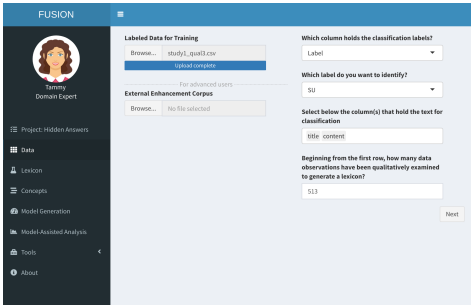 FUSION
Tammy
Domain Expert
Project: Hidden Answers
Data
Lexicon
Concepts
Model Generation
Model-Assisted Analysis
Tools
About
Labeled Data for Training
Browse... study1_qual3.csv
Upload complete
For advanced users
External Enhancement Corpus
Browse... No file selected
Which column holds the classification labels?
Label
Which label do you want to identify?
SU
Select below the column(s) that hold the text for
classification
title content
Beginning from the first row, how many data
observations have been qualitatively examined
to generate a lexicon?
513
Next